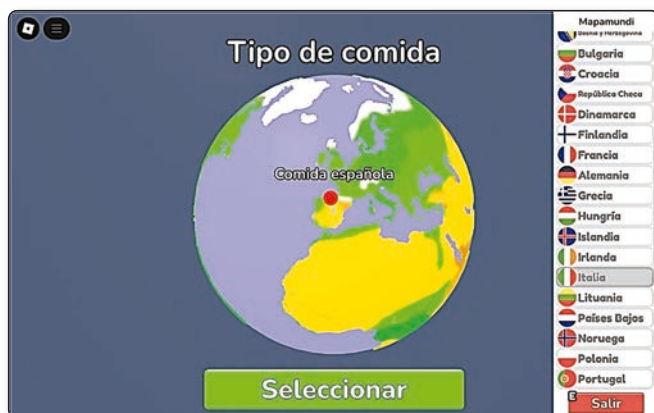 Tipo de comida
Comida española
Seleccionar
Mapamundi
Bosnia y Herzegovina
Bulgaria
Croacia
República Checa
Dinamarca
Finlandia
Francia
Alemania
Grecia
Hungría
Islandia
Irlanda
Italia
Lituania
Países Bajos
Noruega
Polonia
Portugal
E
Salir